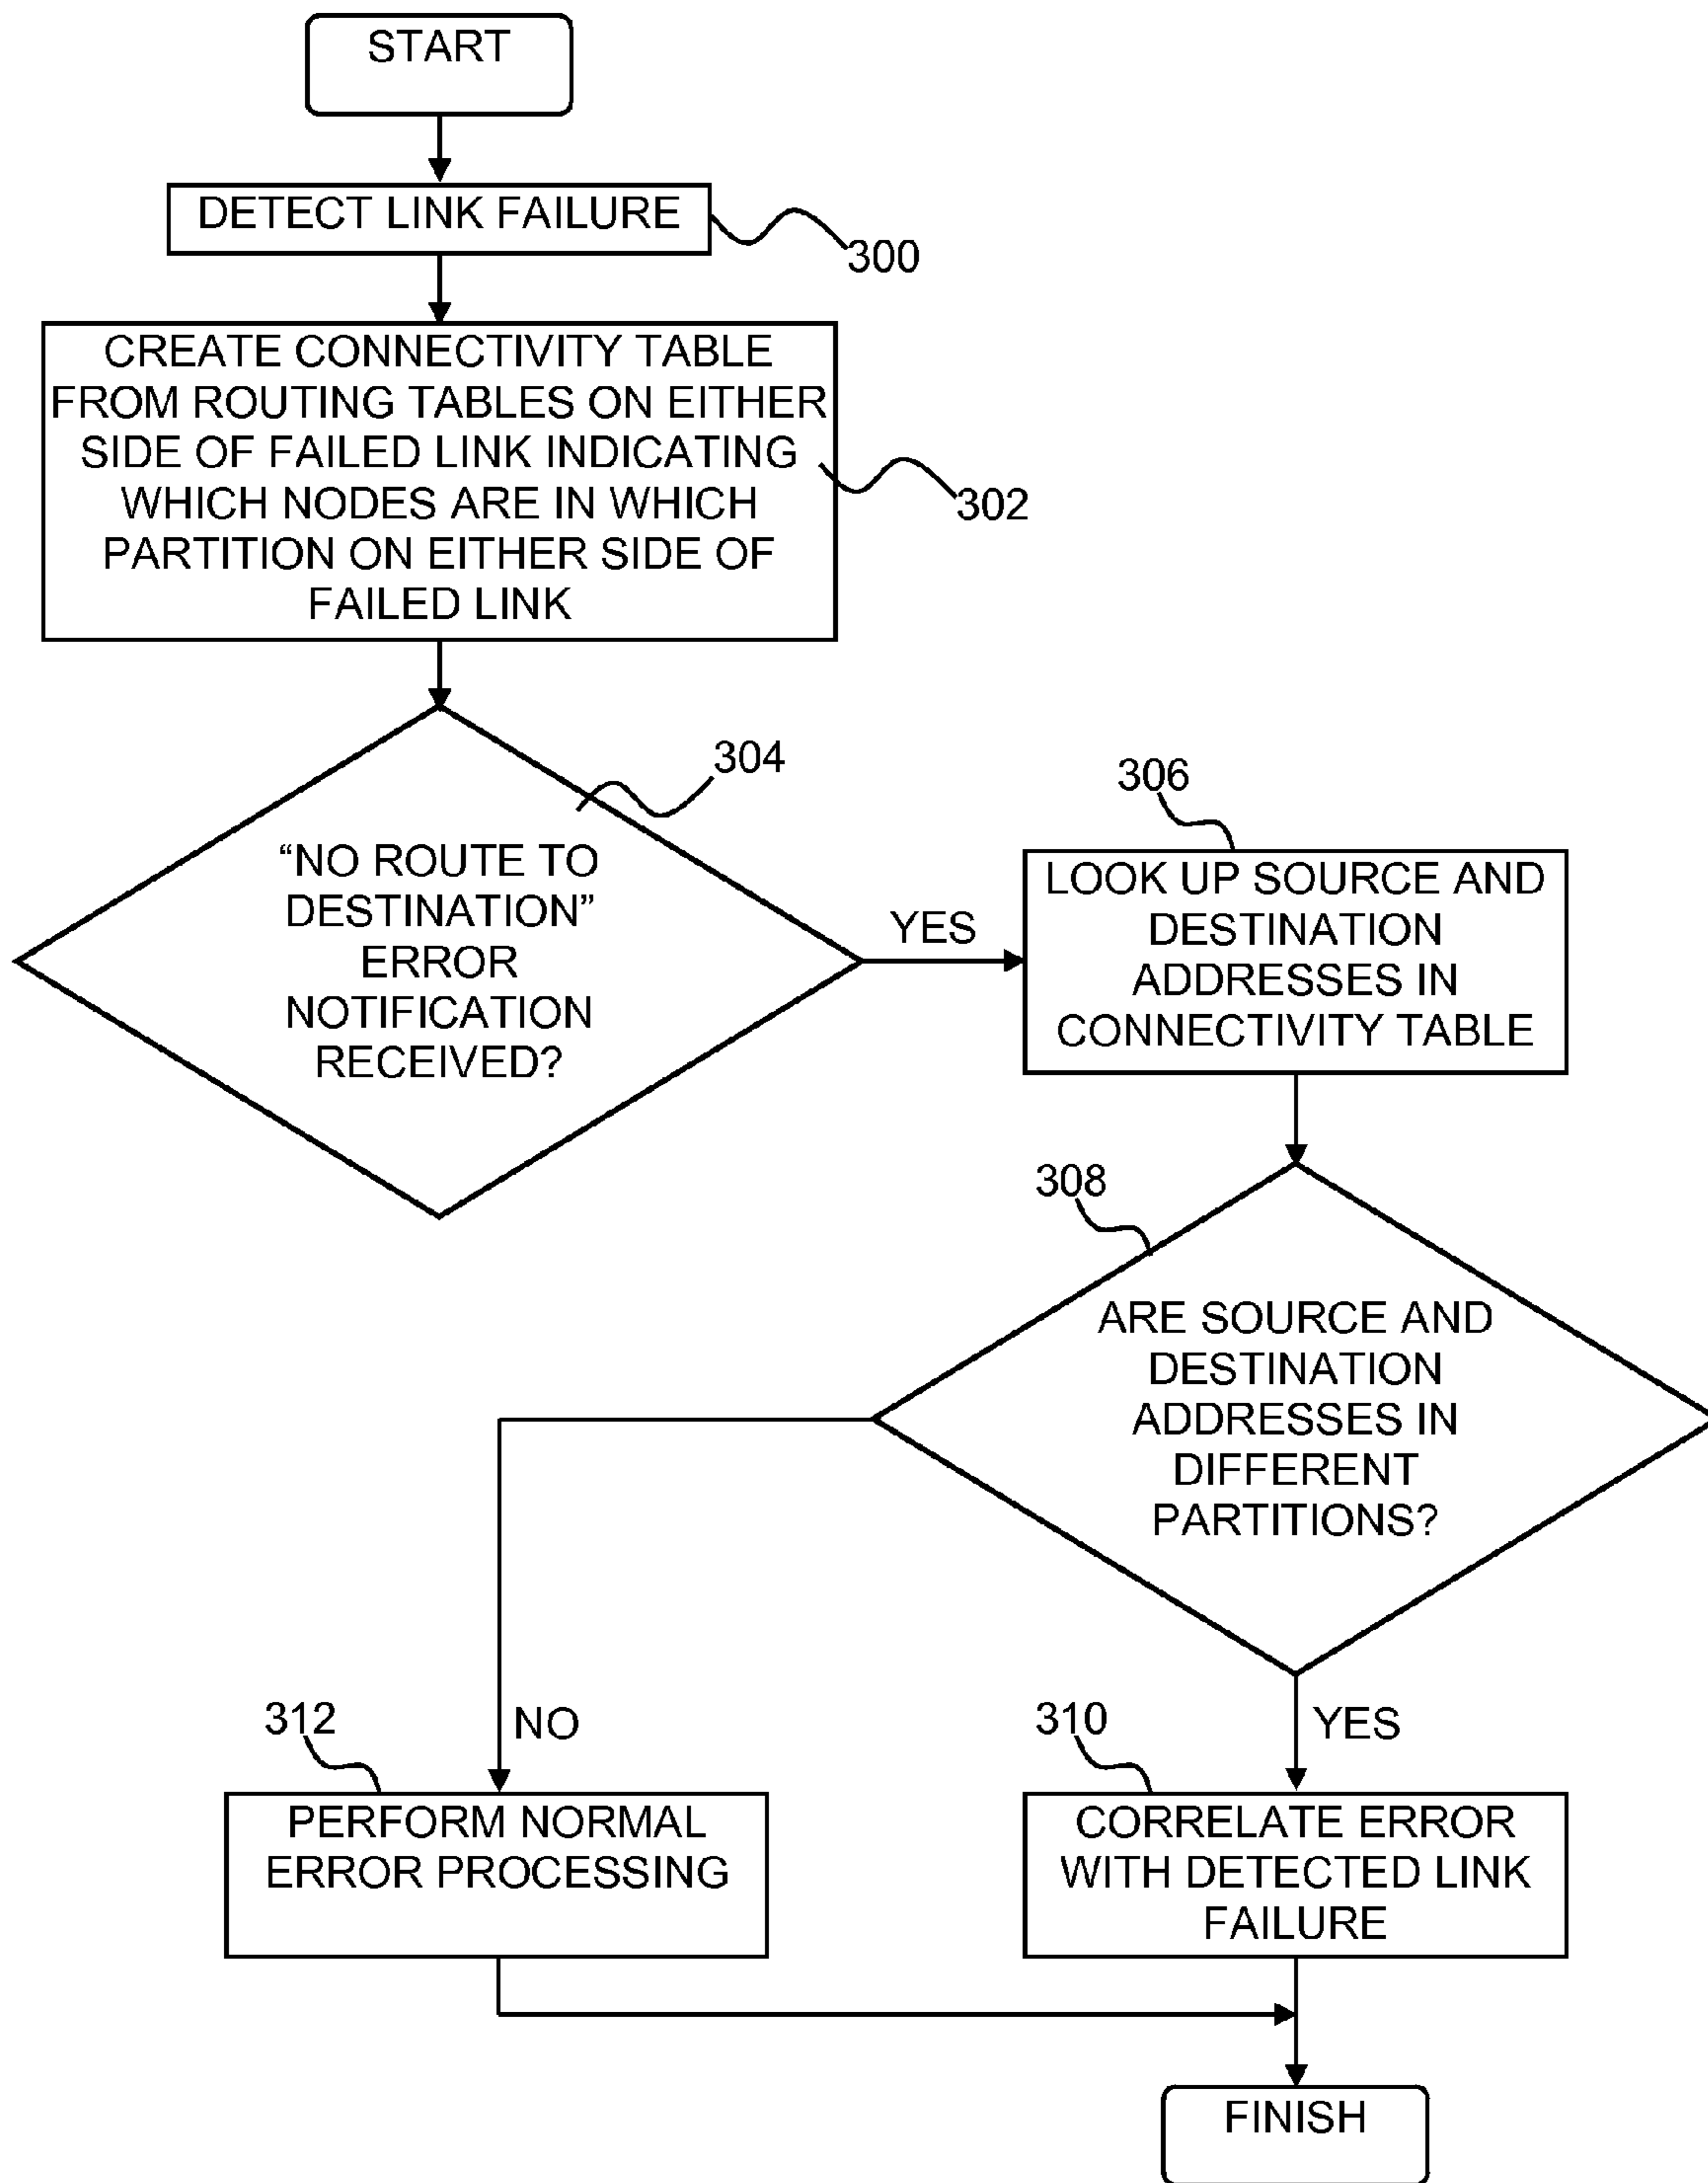 START
DETECT LINK FAILURE
300
CREATE CONNECTIVITY TABLE
FROM ROUTING TABLES ON EITHER
SIDE OF FAILED LINK INDICATING
WHICH NODES ARE IN WHICH
PARTITION ON EITHER SIDE OF
FAILED LINK
302
304
“NO ROUTE TO
DESTINATION”
ERROR
NOTIFICATION
RECEIVED?
YES
306
LOOK UP SOURCE AND
DESTINATION
ADDRESSES IN
CONNECTIVITY TABLE
308
ARE SOURCE AND
DESTINATION
ADDRESSES IN
DIFFERENT
PARTITIONS?
312
NO
310
YES
PERFORM NORMAL
ERROR PROCESSING
CORRELATE ERROR
WITH DETECTED LINK
FAILURE
FINISH